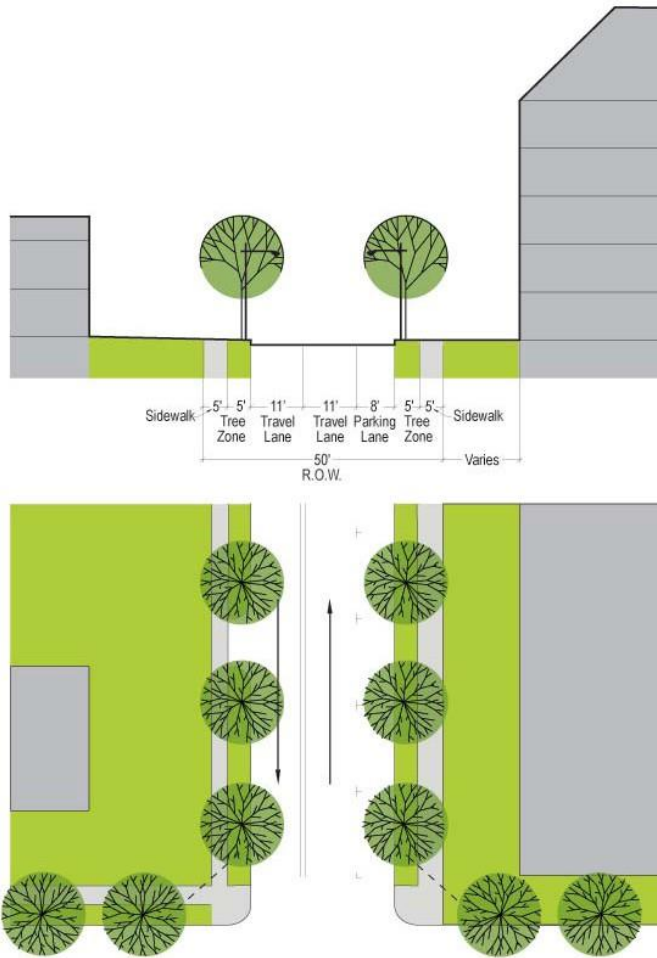 5' 5' 11' 11' 8' 5' 5'
Sidewalk Tree Travel Travel Parking Tree Sidewalk
Zone Lane Lane Lane Zone
50' Varies
R.O.W.